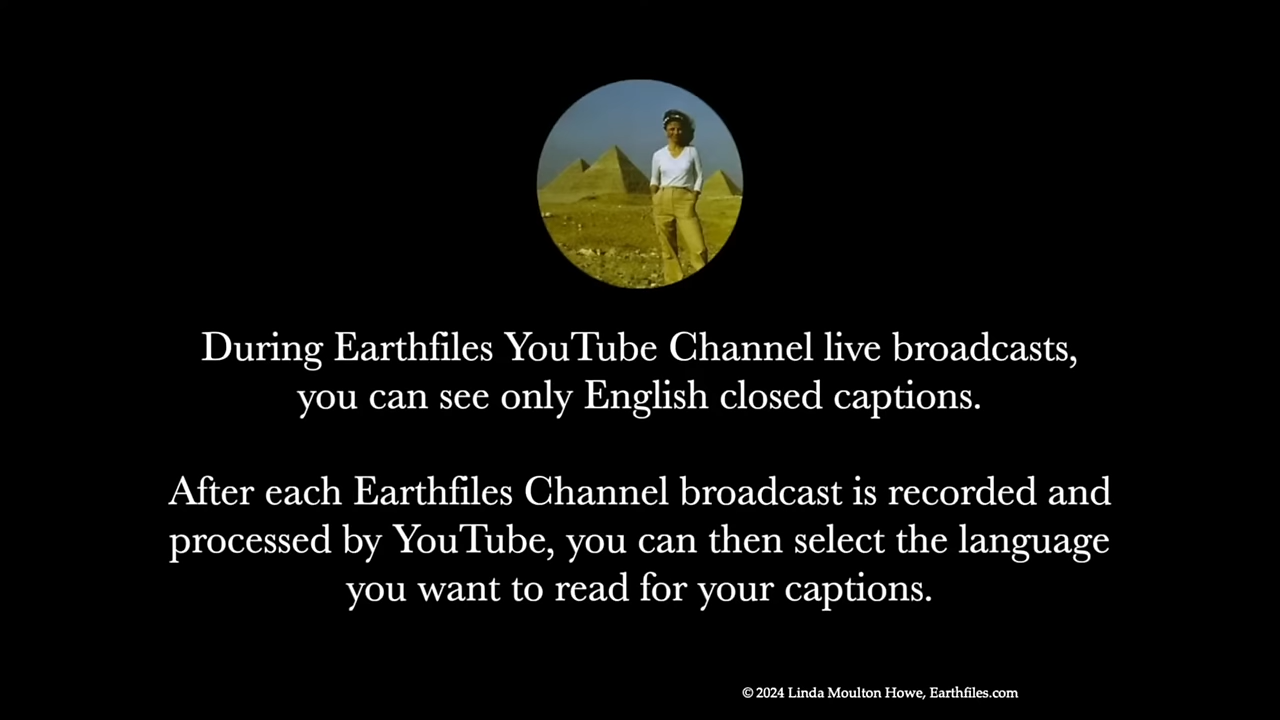 During Earthfiles YouTube Channel live broadcasts,
you can see only English closed captions.
After each Earthfiles Channel broadcast is recorded and
processed by YouTube, you can then select the language
you want to read for your captions.
© 2024 Linda Moulton Howe, Earthfiles.com